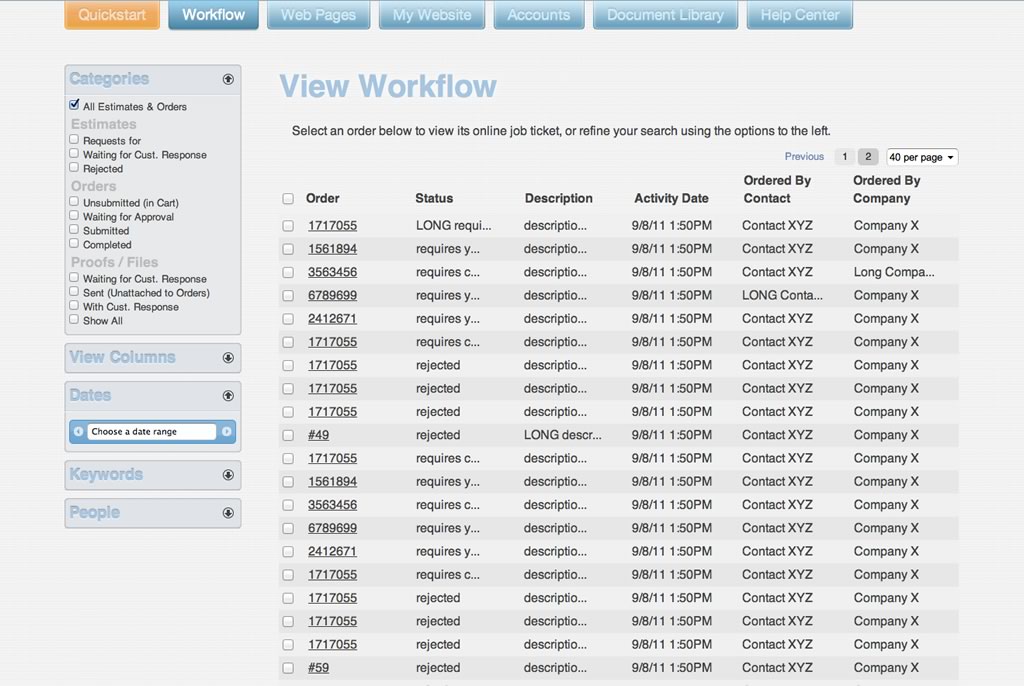 Quickstart Workflow Web Pages My Website Accounts Document Library Help Center
Categories
All Estimates & Orders
Estimates
Requests for
Waiting for Cust. Response
Rejected
Orders
Unsubmitted (in Cart)
Waiting for Approval
Submitted
Completed
Proofs / Files
Waiting for Cust. Response
Sent (Unattached to Orders)
With Cust. Response
Show All
View Columns
Dates
Choose a date range
Keywords
People
View Workflow
Select an order below to view its online job ticket, or refine your search using the options to the left.
Previous 1 2 40 per page
Order Status Description Activity Date Ordered By Contact Ordered By Company
1717055 LONG requi... descriptio... 9/8/11 1:50PM Contact XYZ Company X
1561894 requires y... descriptio... 9/8/11 1:50PM Contact XYZ Company X
3563456 requires c... descriptio... 9/8/11 1:50PM Contact XYZ Long Compa...
6789699 requires y... descriptio... 9/8/11 1:50PM LONG Conta... Company X
2412671 requires y... descriptio... 9/8/11 1:50PM Contact XYZ Company X
1717055 requires c... descriptio... 9/8/11 1:50PM Contact XYZ Company X
1717055 rejected descriptio... 9/8/11 1:50PM Contact XYZ Company X
1717055 rejected descriptio... 9/8/11 1:50PM Contact XYZ Company X
1717055 rejected descriptio... 9/8/11 1:50PM Contact XYZ Company X
#49 rejected LONG descr... 9/8/11 1:50PM Contact XYZ Company X
1717055 requires c... descriptio... 9/8/11 1:50PM Contact XYZ Company X
1561894 requires y... descriptio... 9/8/11 1:50PM Contact XYZ Company X
3563456 requires c... descriptio... 9/8/11 1:50PM Contact XYZ Company X
6789699 requires y... descriptio... 9/8/11 1:50PM Contact XYZ Company X
2412671 requires y... descriptio... 9/8/11 1:50PM Contact XYZ Company X
1717055 requires c... descriptio... 9/8/11 1:50PM Contact XYZ Company X
1717055 rejected descriptio... 9/8/11 1:50PM Contact XYZ Company X
1717055 rejected descriptio... 9/8/11 1:50PM Contact XYZ Company X
1717055 rejected descriptio... 9/8/11 1:50PM Contact XYZ Company X
#59 rejected descriptio... 9/8/11 1:50PM Contact XYZ Company X